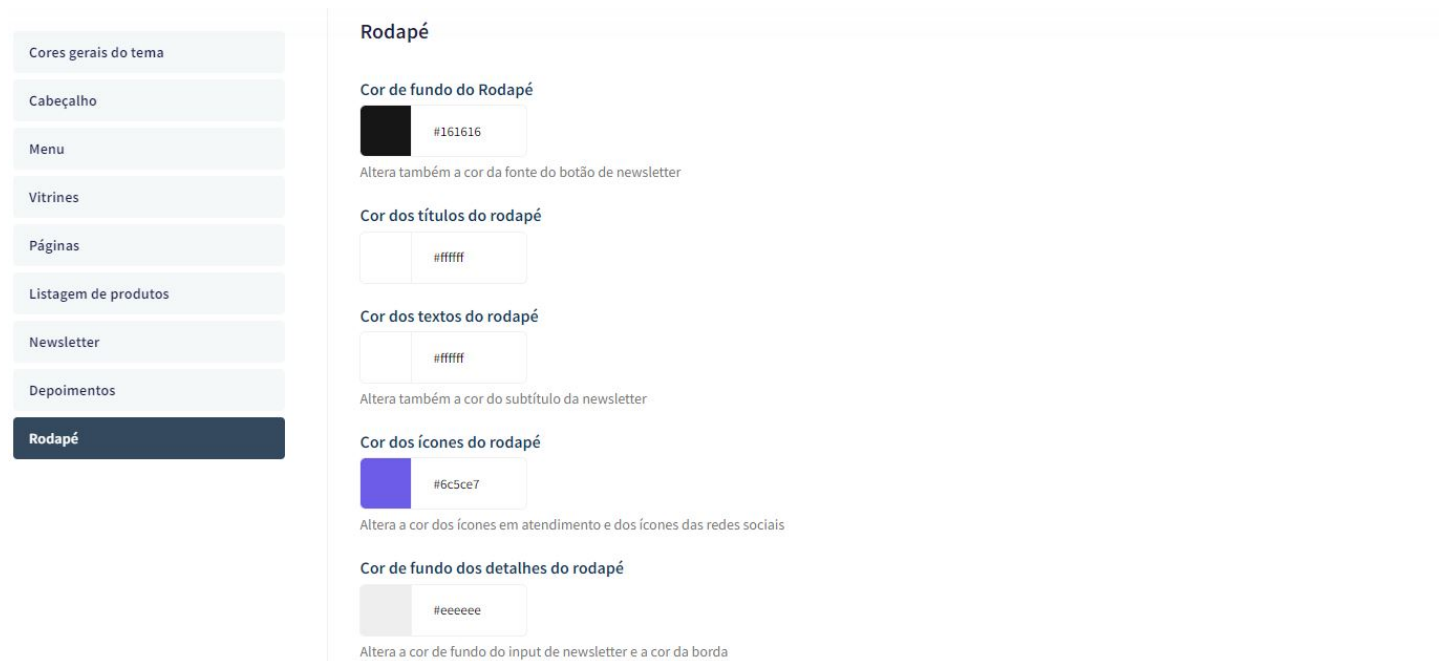 Cores gerais do tema
Cabeçalho
Menu
Vitrines
Páginas
Listagem de produtos
Newsletter
Depoimentos
Rodapé
Rodapé
Cor de fundo do Rodapé
#161616
Altera também a cor da fonte do botão de newsletter
Cor dos títulos do rodapé
#ffffff
Cor dos textos do rodapé
#ffffff
Altera também a cor do subtítulo da newsletter
Cor dos ícones do rodapé
#6c5ce7
Altera a cor dos ícones em atendimento e dos ícones das redes sociais
Cor de fundo dos detalhes do rodapé
#eeeeee
Altera a cor de fundo do input de newsletter e a cor da borda